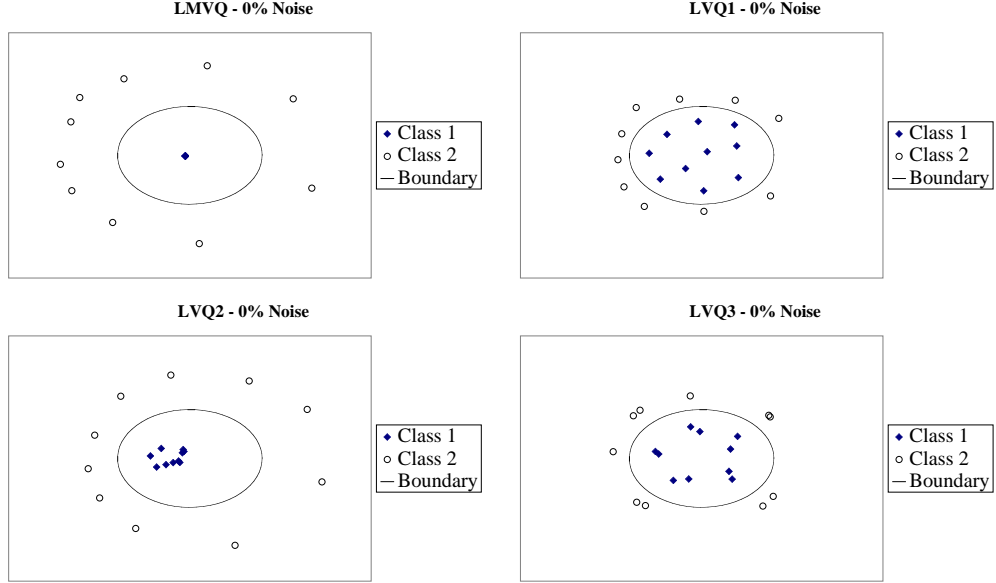 LMVQ - 0% Noise
Class 1
Class 2
Boundary
LVQ1 - 0% Noise
Class 1
Class 2
Boundary
LVQ2 - 0% Noise
Class 1
Class 2
Boundary
LVQ3 - 0% Noise
Class 1
Class 2
Boundary